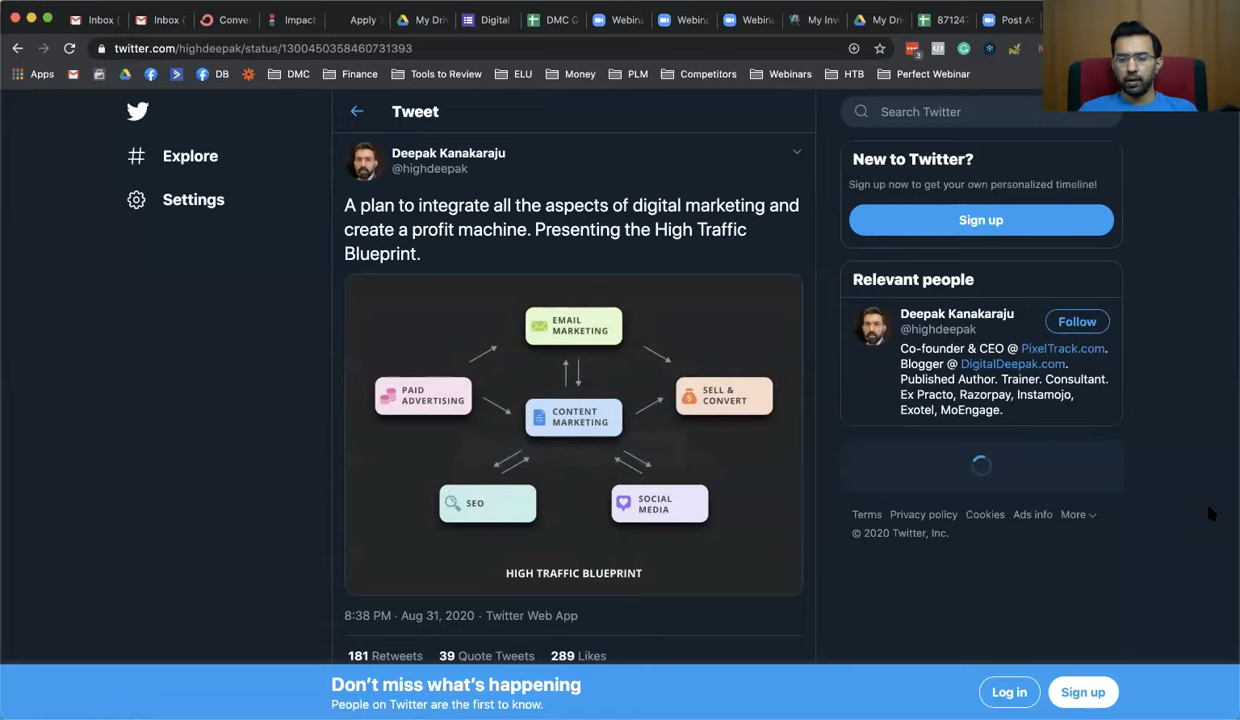 Inbox (
Inbox (
Conver
Impact
Apply T
My Driv
Digital
DMC G
Webina
Webina
Webina
My Inv
My Dri
871247
Post A
twitter.com/highdeepak/status/1300450358460731393
3
Apps
DB
DMC
Finance
Tools to Review
ELU
Money
PLM
Competitors
Webinars
HTB
Perfect Webinar
Explore
Settings
Tweet
Deepak Kanakaraju
@highdeepak
A plan to integrate all the aspects of digital marketing and
create a profit machine. Presenting the High Traffic
Blueprint.
EMAIL
MARKETING
PAID
ADVERTISING
CONTENT
MARKETING
SELL &
CONVERT
SEO
SOCIAL
MEDIA
HIGH TRAFFIC BLUEPRINT
8:38 PM · Aug 31, 2020 · Twitter Web App
181 Retweets 39 Quote Tweets 289 Likes
Search Twitter
New to Twitter?
Sign up now to get your own personalized timeline!
Sign up
Relevant people
Deepak Kanakaraju
@highdeepak
Follow
Co-founder & CEO @ PixelTrack.com.
Blogger @ DigitalDeepak.com.
Published Author. Trainer. Consultant.
Ex Practo, Razorpay, Instamojo,
Exotel, MoEngage.
Terms Privacy policy Cookies Ads info More
© 2020 Twitter, Inc.
Don't miss what's happening
People on Twitter are the first to know.
Log in
Sign up